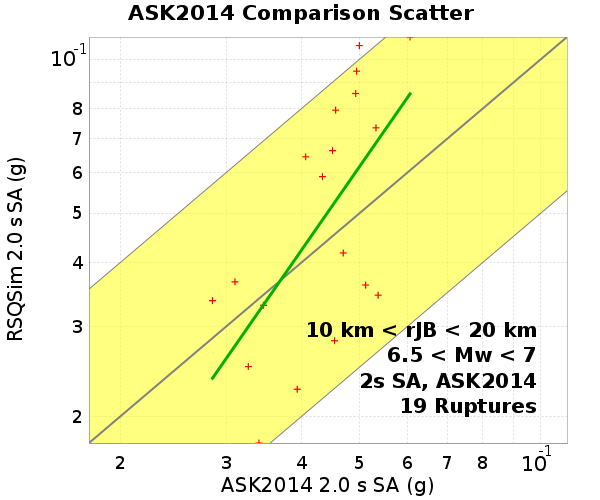 ASK2014 Comparison Scatter
RSQSim 2.0 s SA (g)
10⁻¹
8
7
6
5
4
3
2
10 km < rJB < 20 km
6.5 < Mw < 7
2s SA, ASK2014
19 Ruptures
2 3 4 5 6 7 8 10⁻¹
ASK2014 2.0 s SA (g)